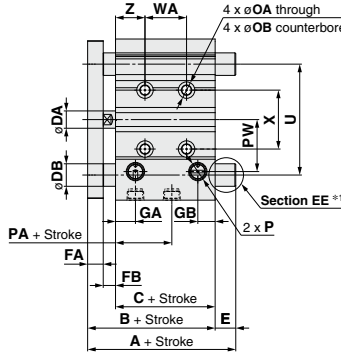 Z
WA
4 x øOA through
4 x øOB counterbore
øDA
X
U
PW
øDB
Section EE *1
GA
GB
2 x P
PA + Stroke
FA
FB
C + Stroke
B + Stroke
E
A + Stroke